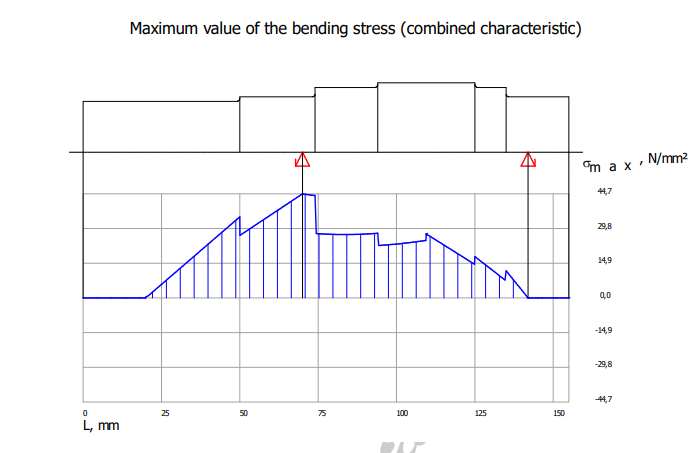 Maximum value of the bending stress (combined characteristic)
σm a x , N/mm²
44,7
29,8
14,9
0,0
-14,9
-29,8
-44,7
0 25 50 75 100 125 150
L, mm